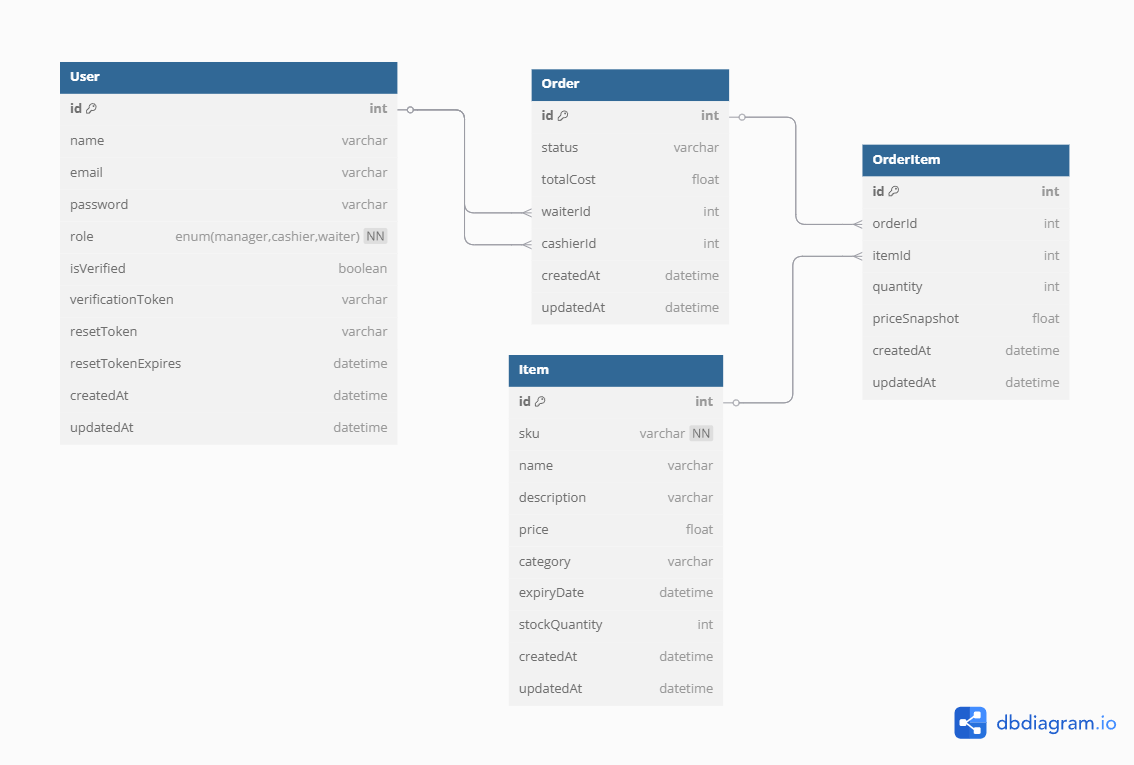 User
id int
name varchar
email varchar
password varchar
role enum(manager,cashier,waiter) NN
isVerified boolean
verificationToken varchar
resetToken varchar
resetTokenExpires datetime
createdAt datetime
updatedAt datetime
Order
id int
status varchar
totalCost float
waiterId int
cashierId int
createdAt datetime
updatedAt datetime
OrderItem
id int
orderId int
itemId int
quantity int
priceSnapshot float
createdAt datetime
updatedAt datetime
Item
id int
sku varchar NN
name varchar
description varchar
price float
category varchar
expiryDate datetime
stockQuantity int
createdAt datetime
updatedAt datetime
dbdiagram.io